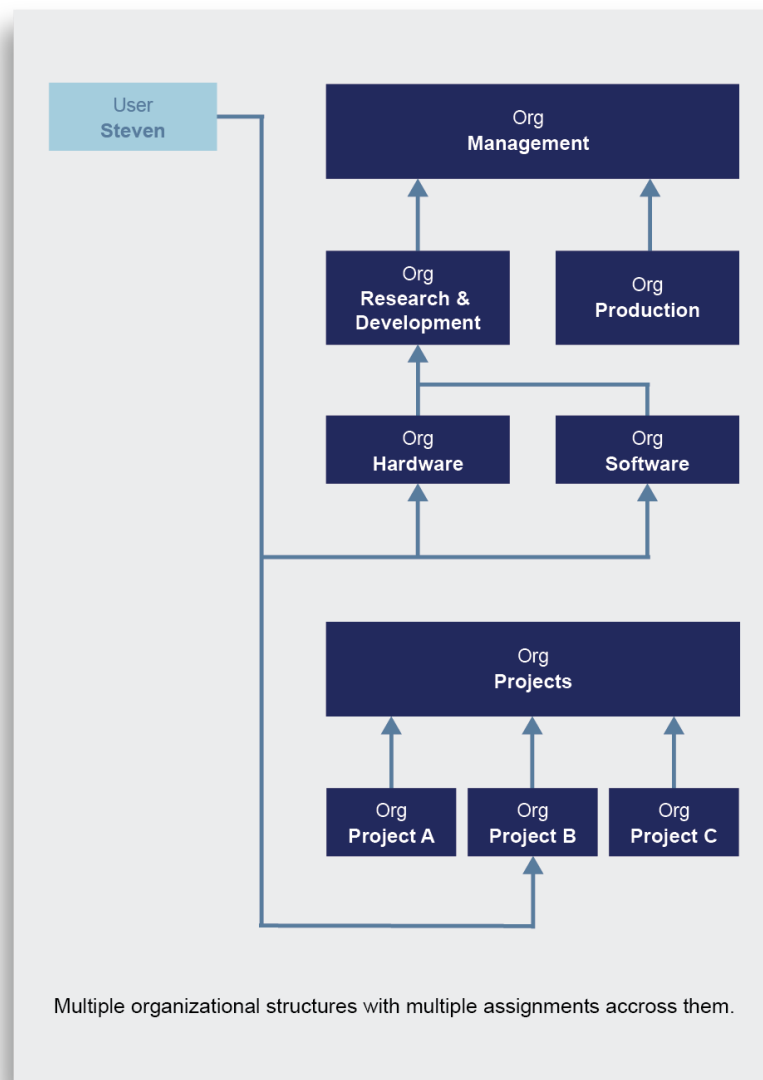 User
Steven
Org
Management
Org
Research &
Development
Org
Production
Org
Hardware
Org
Software
Org
Projects
Org
Project A
Org
Project B
Org
Project C
Multiple organizational structures with multiple assignments accross them.